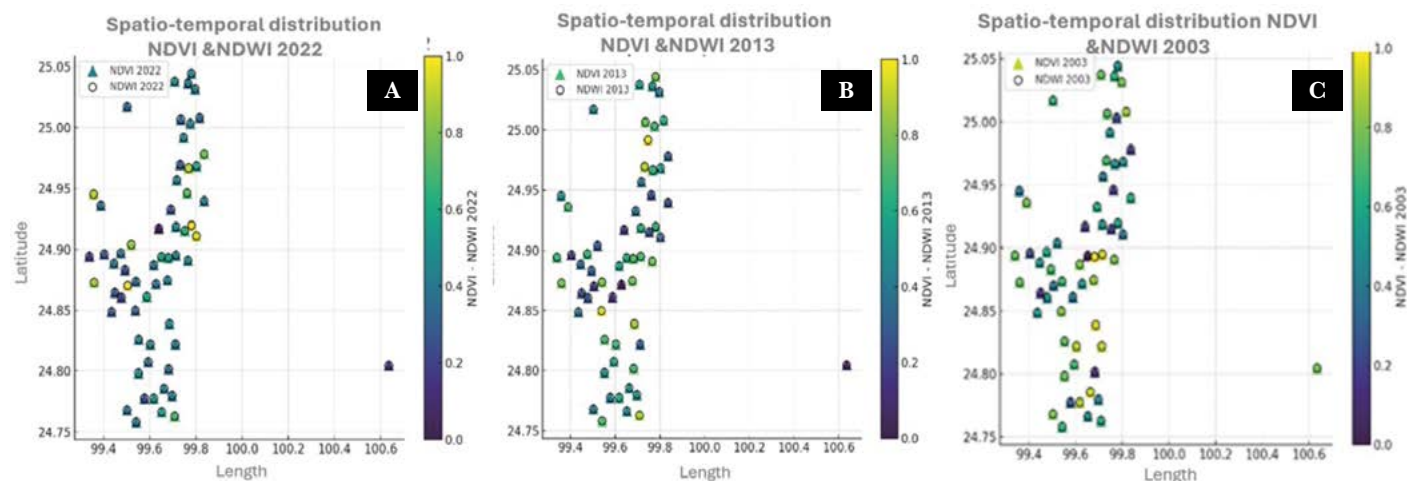 Spatio-temporal distribution
NDVI &NDWI 2022
A
NDVI 2022
NDWI 2022
25.05
25.00
24.95
24.90
24.85
24.80
24.75
Latitude
99.4 99.6 99.8 100.0 100.2 100.4 100.6
Length
1.0
0.8
0.6
0.4
0.2
0.0
NDVI - NDWI 2022
Spatio-temporal distribution
NDVI &NDWI 2013
B
NDVI 2013
NDWI 2013
25.05
25.00
24.95
24.90
24.85
24.80
24.75
99.4 99.6 99.8 100.0 100.2 100.4 100.6
Length
1.0
0.8
0.6
0.4
0.2
0.0
NDVI - NDWI 2013
Spatio-temporal distribution NDVI
&NDWI 2003
C
NDVI 2003
NDWI 2003
25.05
25.00
24.95
24.90
24.85
24.80
24.75
Latitude
99.4 99.6 99.8 100.0 100.2 100.4 100.6
Length
1.0
0.8
0.6
0.4
0.2
0.0
NDVI - NDWI 2003